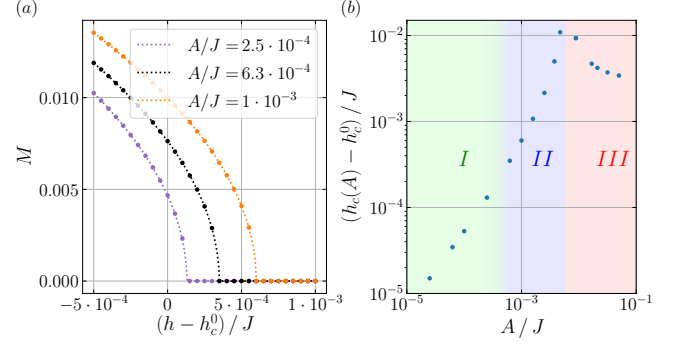 (a)
M
0.010
0.005
0.000
A/J = 2.5 · 10⁻⁴
A/J = 6.3 · 10⁻⁴
A/J = 1 · 10⁻³
−5 · 10⁻⁴
0
5 · 10⁻⁴
1 · 10⁻³
(h − h_c^0) / J
(b)
(h_c(A) − h_c^0) / J
10⁻²
10⁻³
10⁻⁴
10⁻⁵
I
II
III
10⁻⁵
10⁻³
10⁻¹
A / J